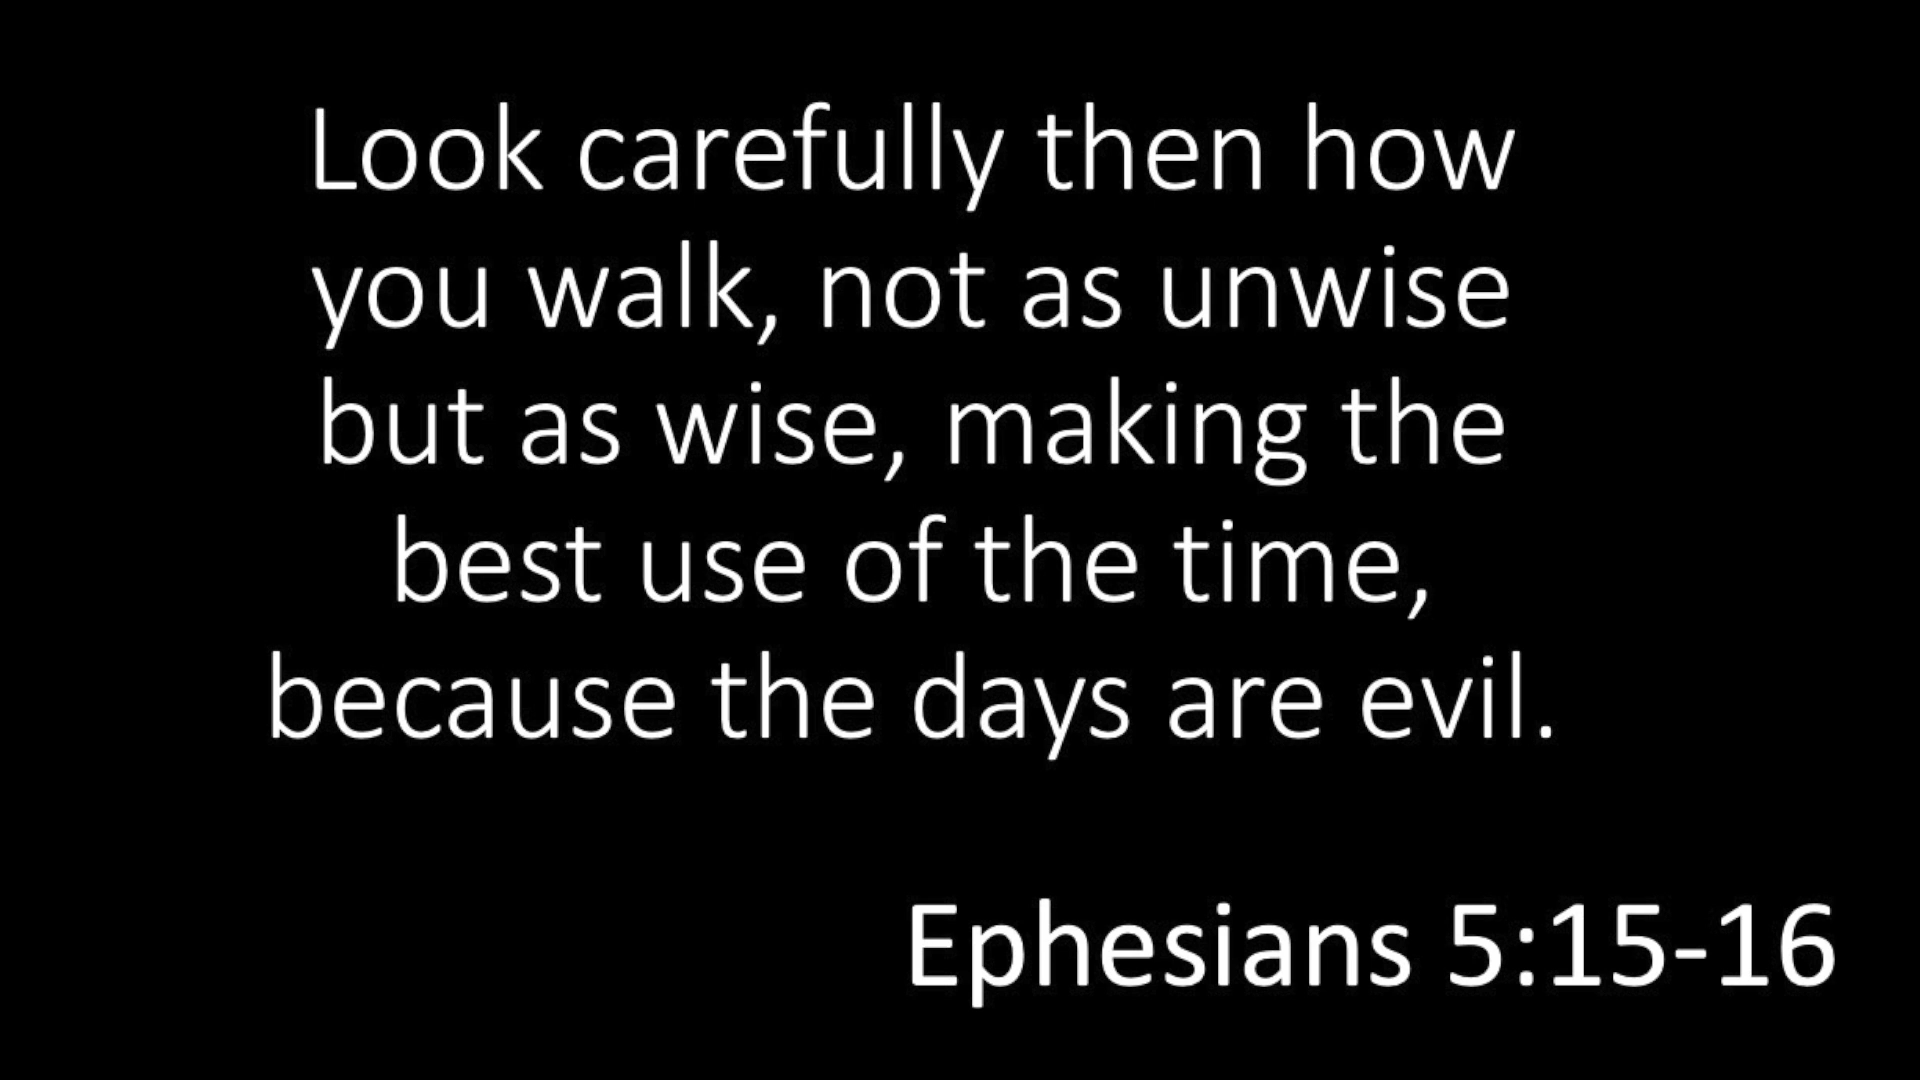 Look carefully then how
you walk, not as unwise
but as wise, making the
best use of the time,
because the days are evil.
Ephesians 5:15-16